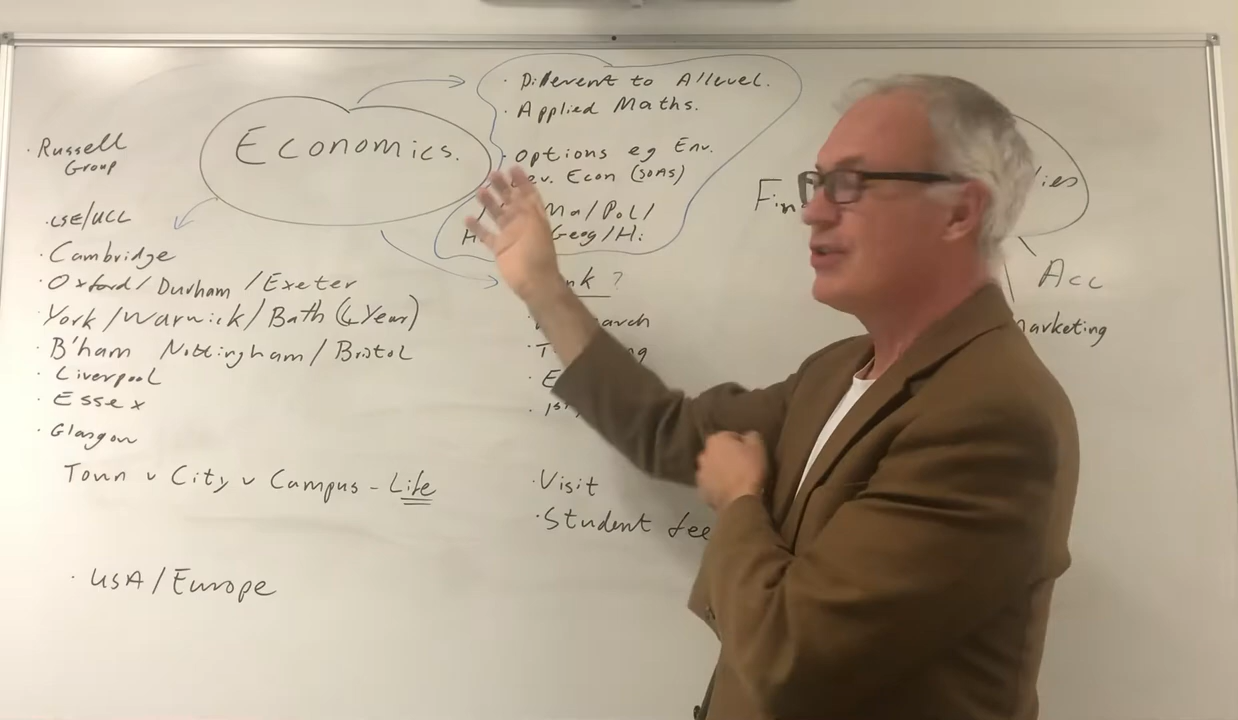 Economics.
· Russell
Group
· LSE/UCL
· Cambridge
· Oxford/Durham/Exeter
· York/Warwick/Bath (4 Year)
· B'ham Nottingham/Bristol
· Liverpool
· Essex
· Glasgow
Town v City v Campus - Life
· USA/Europe
· Different to A'level.
· Applied Maths.
· Options eg Env.
Econ (SOAS)
Ma/Pol/
Geog/Hi
?
· Visit
· Student fee
Fin
Acc
Marketing